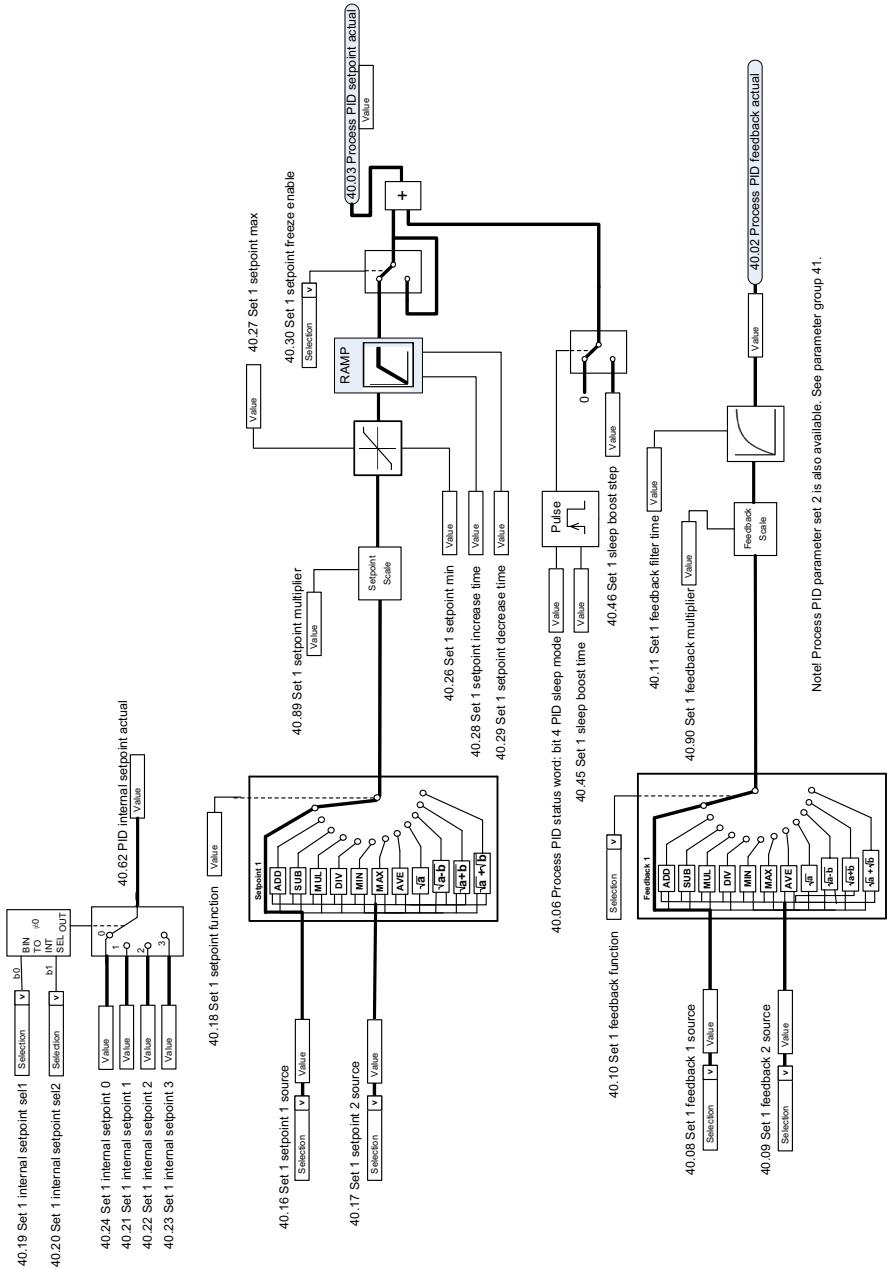 40.19 Set 1 internal setpoint sel1
Selection v
b0
40.20 Set 1 internal setpoint sel2
Selection v
b1
BIN
TO
INT
SEL OUT
≠0
40.24 Set 1 internal setpoint 0
Value
0
40.21 Set 1 internal setpoint 1
Value
1
40.22 Set 1 internal setpoint 2
Value
2
40.23 Set 1 internal setpoint 3
Value
3
40.62 PID internal setpoint actual
Value
40.18 Set 1 setpoint function
Value
40.16 Set 1 setpoint 1 source
Selection v
Value
40.17 Set 1 setpoint 2 source
Selection v
Value
Setpoint 1
ADD
SUB
MUL
DIV
MIN
MAX
AVE
√a
√a-b
√a+b
√a +√b
40.89 Set 1 setpoint multiplier
Value
Setpoint
Scale
40.27 Set 1 setpoint max
Value
40.26 Set 1 setpoint min
Value
40.28 Set 1 setpoint increase time
Value
40.29 Set 1 setpoint decrease time
Value
RAMP
40.30 Set 1 setpoint freeze enable
Selection v
+
40.03 Process PID setpoint actual
Value
40.06 Process PID status word: bit 4 PID sleep mode
Value
40.45 Set 1 sleep boost time
Value
Pulse
0
40.46 Set 1 sleep boost step
Value
40.10 Set 1 feedback function
Selection v
40.08 Set 1 feedback 1 source
Selection v
Value
40.09 Set 1 feedback 2 source
Selection v
Value
Feedback 1
ADD
SUB
MUL
DIV
MIN
MAX
AVE
√a
√a-b
√a+b
√a +√b
40.90 Set 1 feedback multiplier
Value
Feedback
Scale
40.11 Set 1 feedback filter time
Value
Value
40.02 Process PID feedback actual
Note! Process PID parameter set 2 is also available. See parameter group 41.